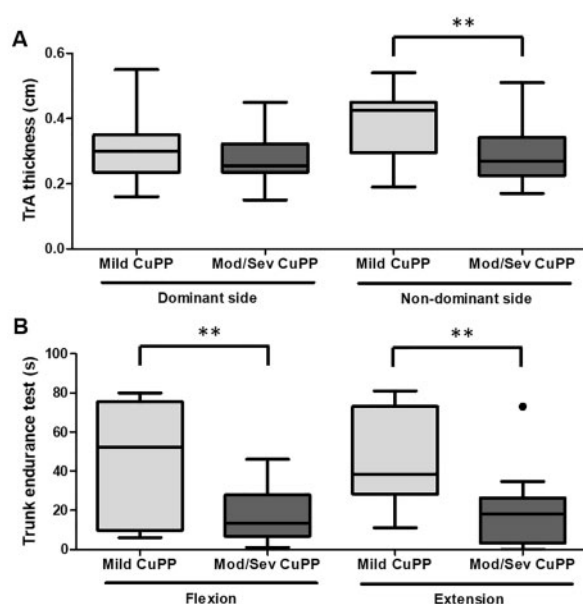 A
**
TrA thickness (cm)
0.6
0.4
0.2
0.0
Mild CuPP Mod/Sev CuPP Mild CuPP Mod/Sev CuPP
Dominant side Non-dominant side
B
** **
Trunk endurance test (s)
100
80
60
40
20
0
Mild CuPP Mod/Sev CuPP Mild CuPP Mod/Sev CuPP
Flexion Extension